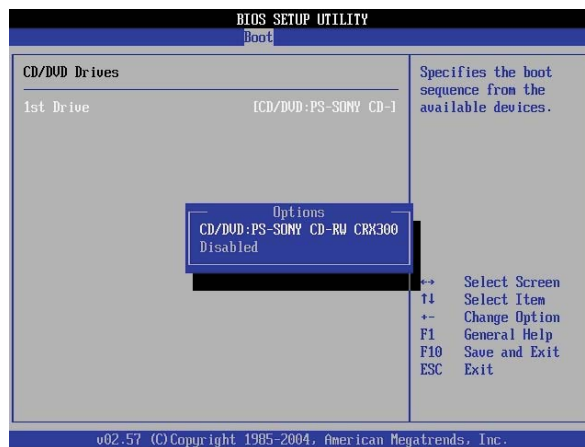 BIOS SETUP UTILITY
Boot
CD/DVD Drives
1st Drive [CD/DVD:PS-SONY CD-]
Specifies the boot
sequence from the
available devices.
Options
CD/DVD:PS-SONY CD-RW CRX300
Disabled
↔ Select Screen
↑↓ Select Item
+- Change Option
F1 General Help
F10 Save and Exit
ESC Exit
v02.57 (C)Copyright 1985-2004, American Megatrends, Inc.